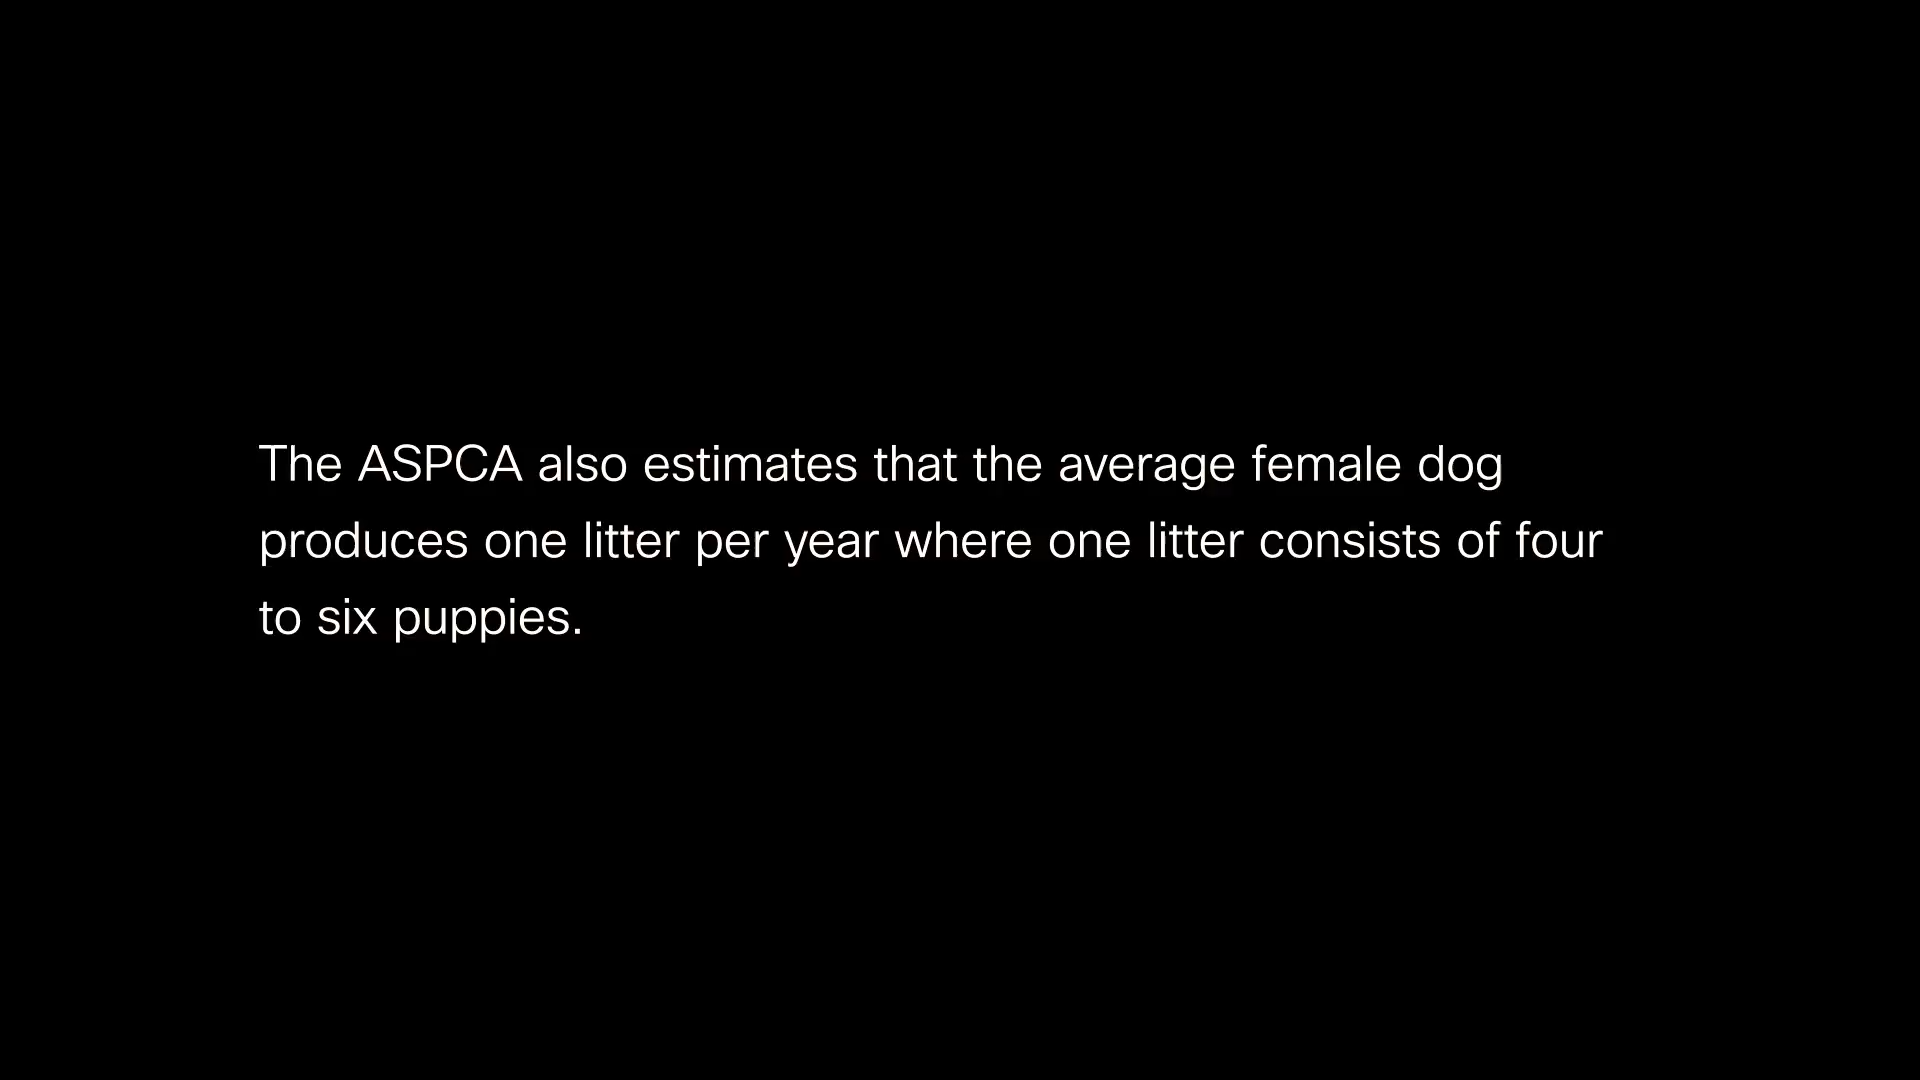 The ASPCA also estimates that the average female dog
produces one litter per year where one litter consists of four
to six puppies.